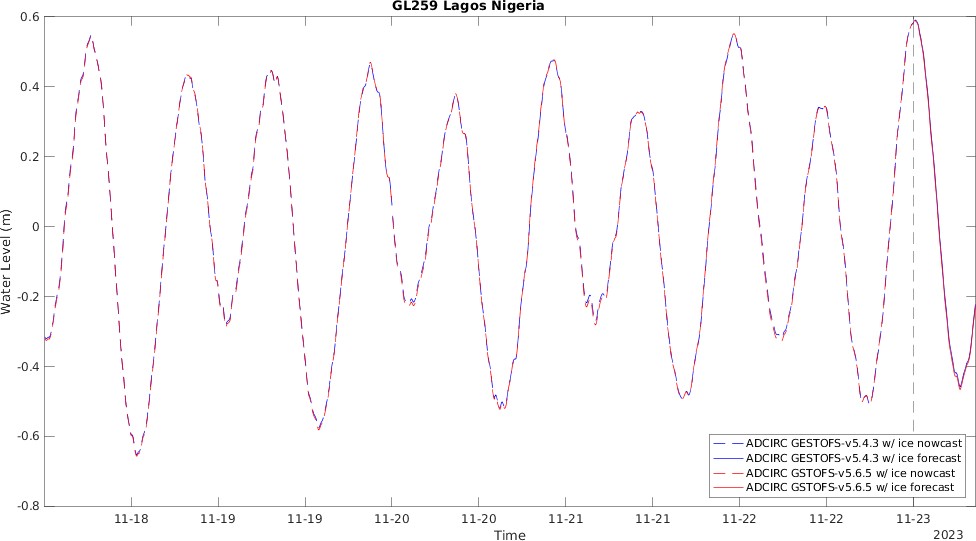 GL259 Lagos Nigeria
0.6
0.4
0.2
0
-0.2
-0.4
-0.6
-0.8
Water Level (m)
ADCIRC GESTOFS-v5.4.3 w/ ice nowcast
ADCIRC GESTOFS-v5.4.3 w/ ice forecast
ADCIRC GSTOFS-v5.6.5 w/ ice nowcast
ADCIRC GSTOFS-v5.6.5 w/ ice forecast
11-18 11-19 11-19 11-20 11-20 11-21 11-21 11-22 11-22 11-23
Time
2023